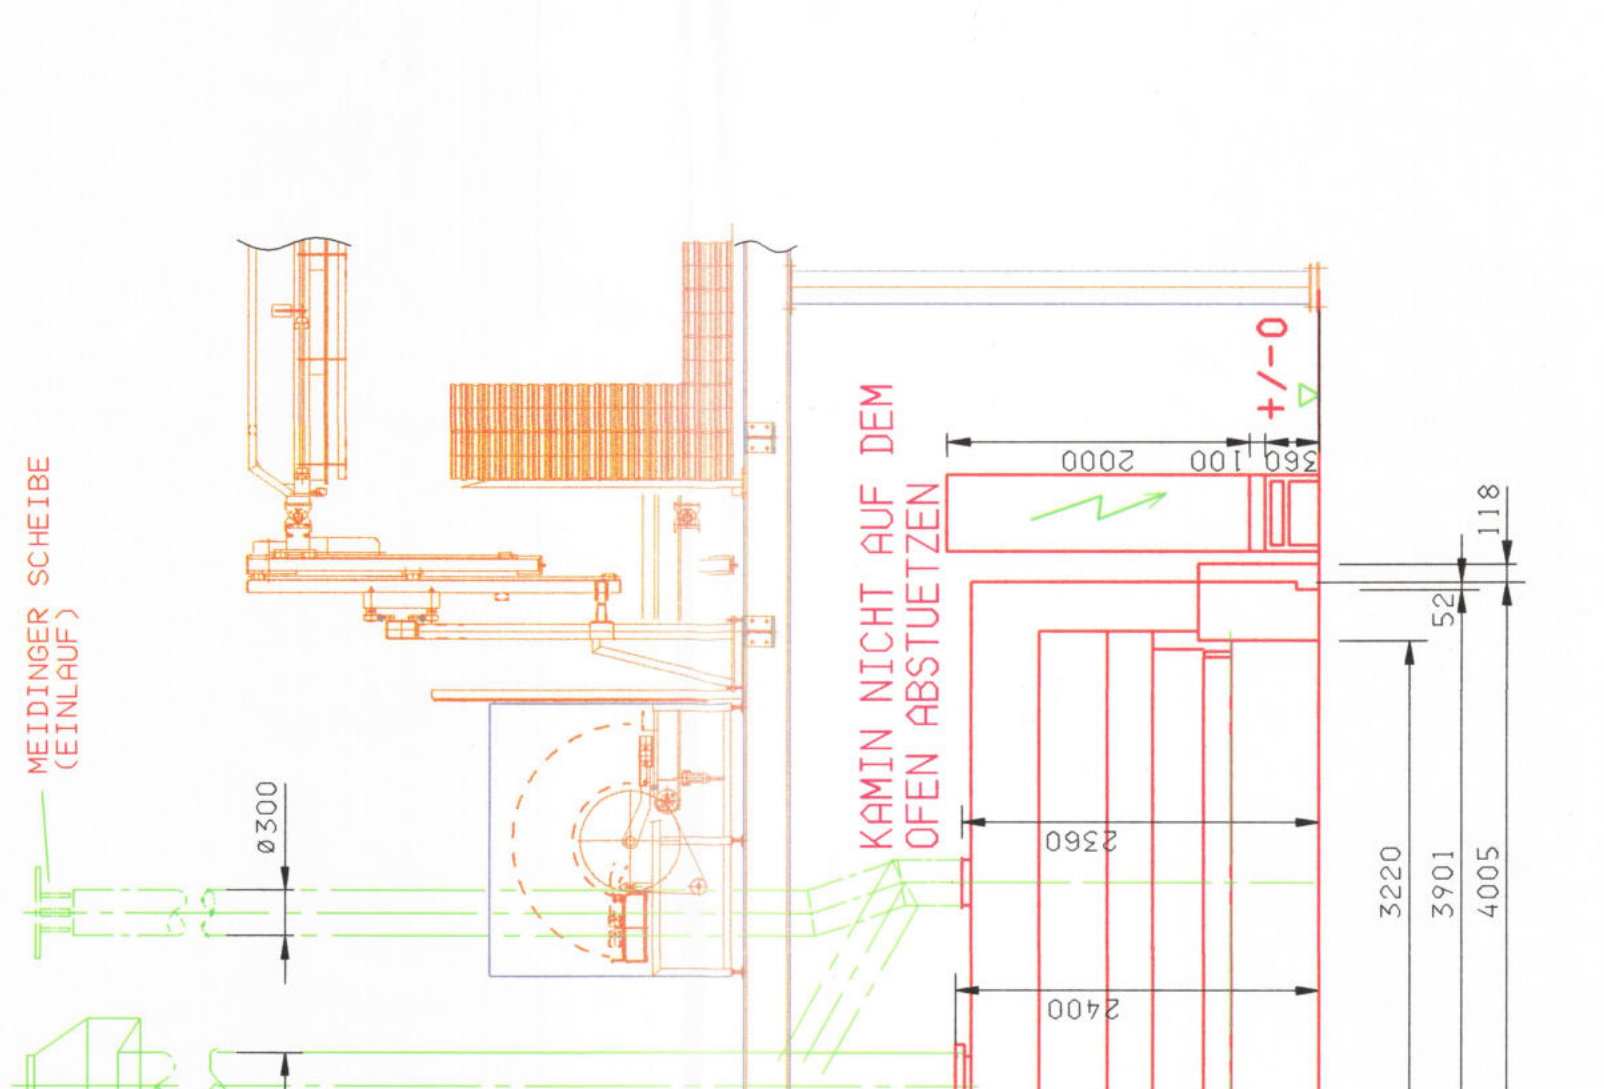 MEIDINGER SCHEIBE
(EINLAUF)
Ø300
KAMIN NICHT AUF DEM
OFEN ABSTUETZEN
+/-0
2000
100
360
118
52
2360
2400
3220
3901
4005